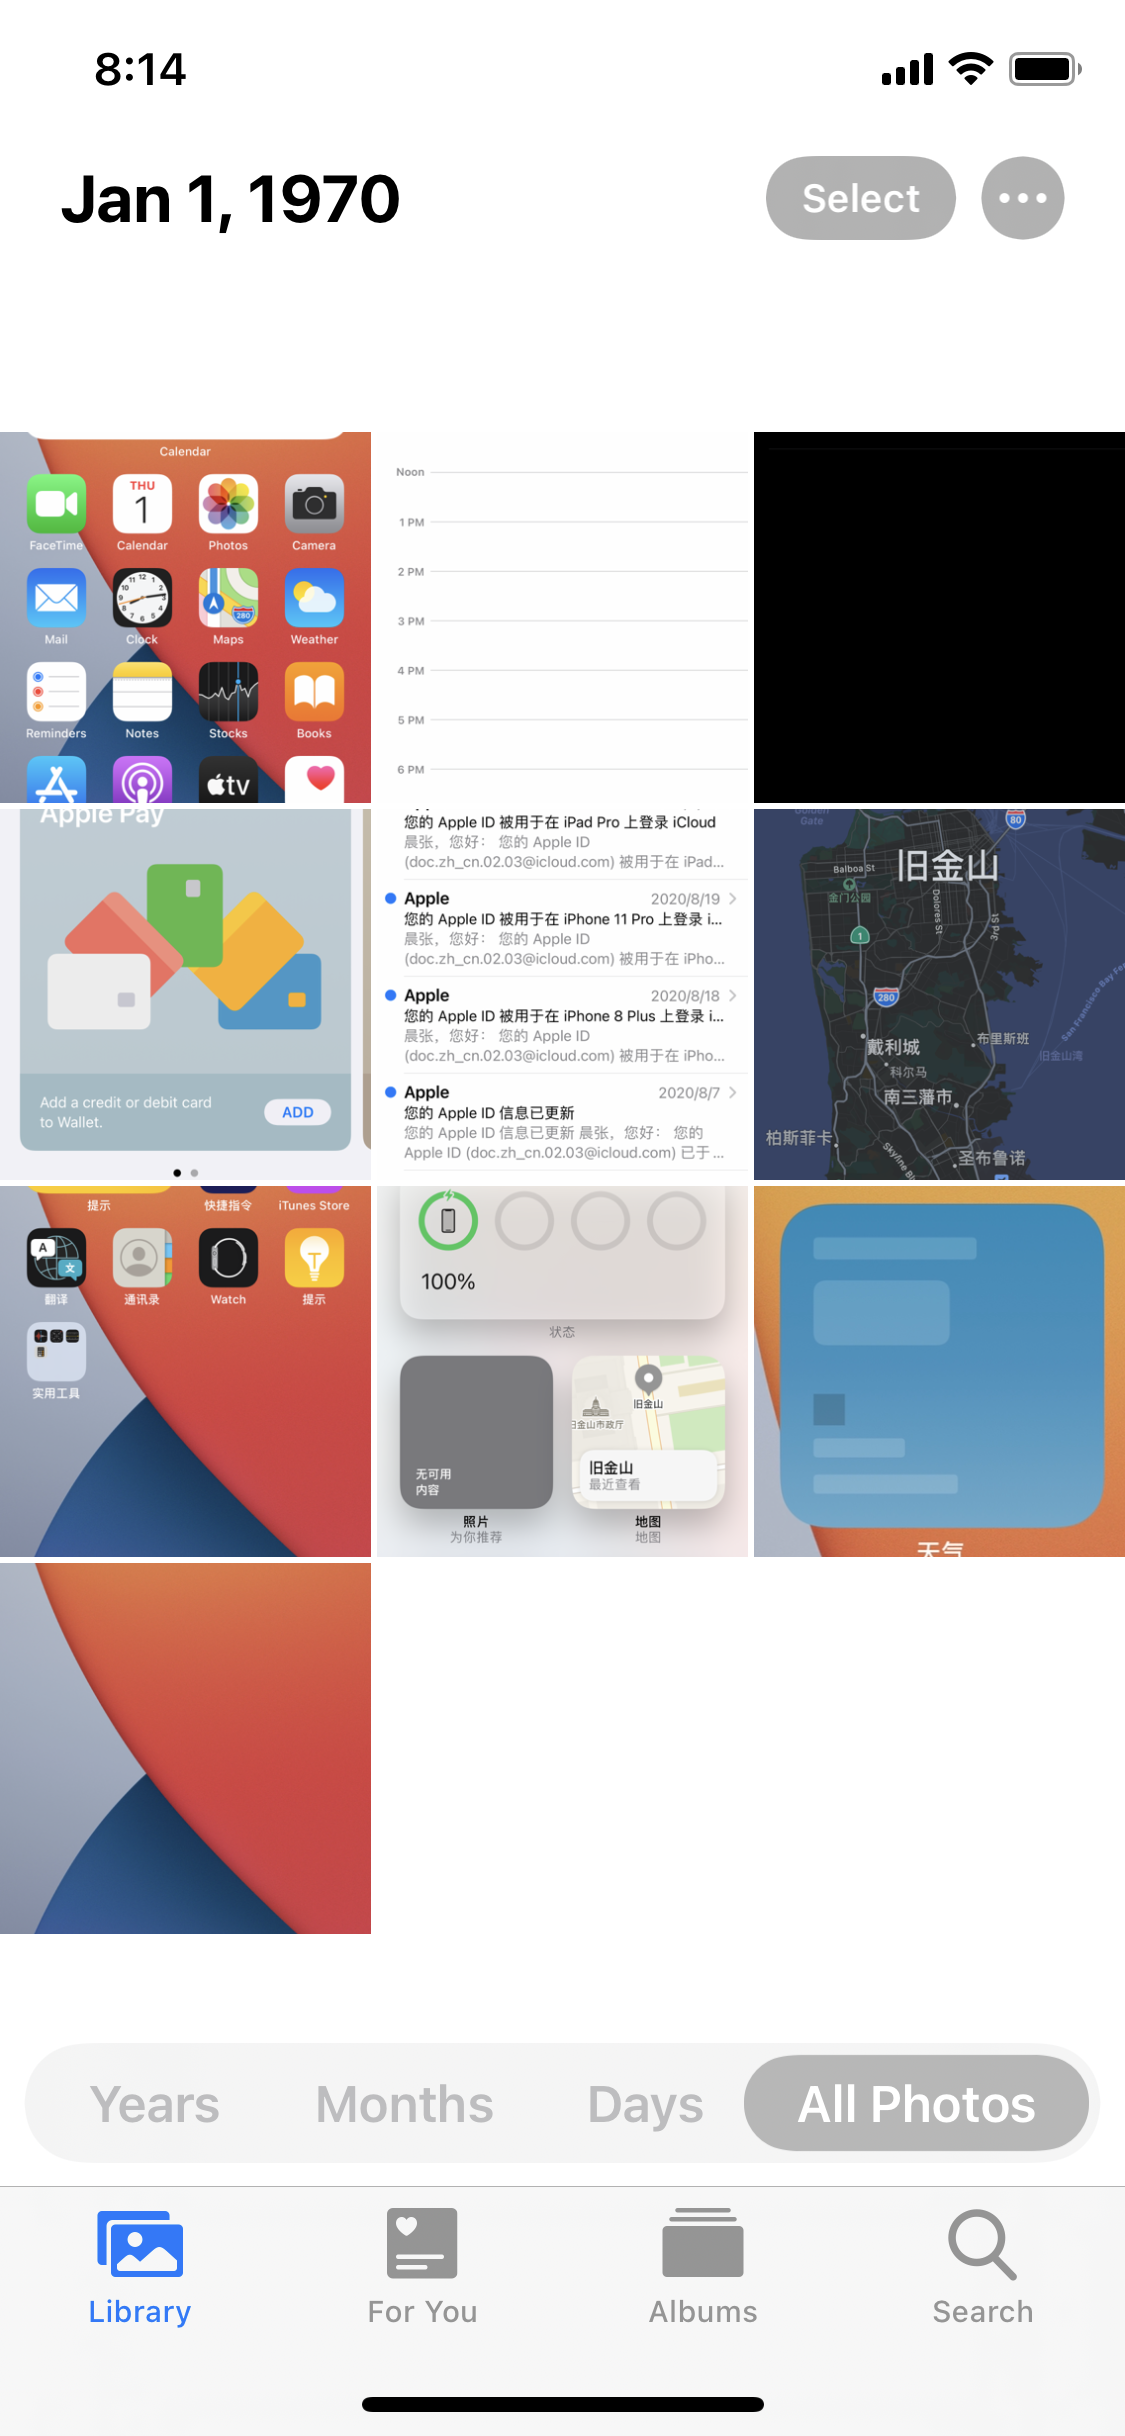 8:14
Jan 1, 1970
Select
Calendar
THU
1
FaceTime
Calendar
Photos
Camera
12
280
Mail
Clock
Maps
Weather
Reminders
Notes
Stocks
Books
tv
Noon
1 PM
2 PM
3 PM
4 PM
5 PM
6 PM
Apple Pay
Add a credit or debit card
to Wallet.
ADD
您的 Apple ID 被用于在 iPad Pro 上登录 iCloud
晨张，您好： 您的 Apple ID
(doc.zh_cn.02.03@icloud.com) 被用于在 iPad...
Apple 2020/8/19
您的 Apple ID 被用于在 iPhone 11 Pro 上登录 i...
晨张，您好： 您的 Apple ID
(doc.zh_cn.02.03@icloud.com) 被用于在 iPho...
Apple 2020/8/18
您的 Apple ID 被用于在 iPhone 8 Plus 上登录 i...
晨张，您好： 您的 Apple ID
(doc.zh_cn.02.03@icloud.com) 被用于在 iPho...
Apple 2020/8/7
您的 Apple ID 信息已更新
您的 Apple ID 信息已更新 晨张，您好： 您的
Apple ID (doc.zh_cn.02.03@icloud.com) 已于...
Golden
Gate
80
旧金山
Balboa St
金门公园
Dolores St
3rd St
1
280
San Francisco Bay
戴利城
布里斯班
旧金山湾
科尔马
南三藩市
柏斯菲卡
Skyline
圣布鲁诺
提示
快捷指令
iTunes Store
A
文
翻译
通讯录
Watch
提示
实用工具
100%
状态
无可用
内容
照片
为你推荐
旧金山
旧金山市政厅
旧金山
最近查看
地图
地图
天气
Years
Months
Days
All Photos
Library
For You
Albums
Search